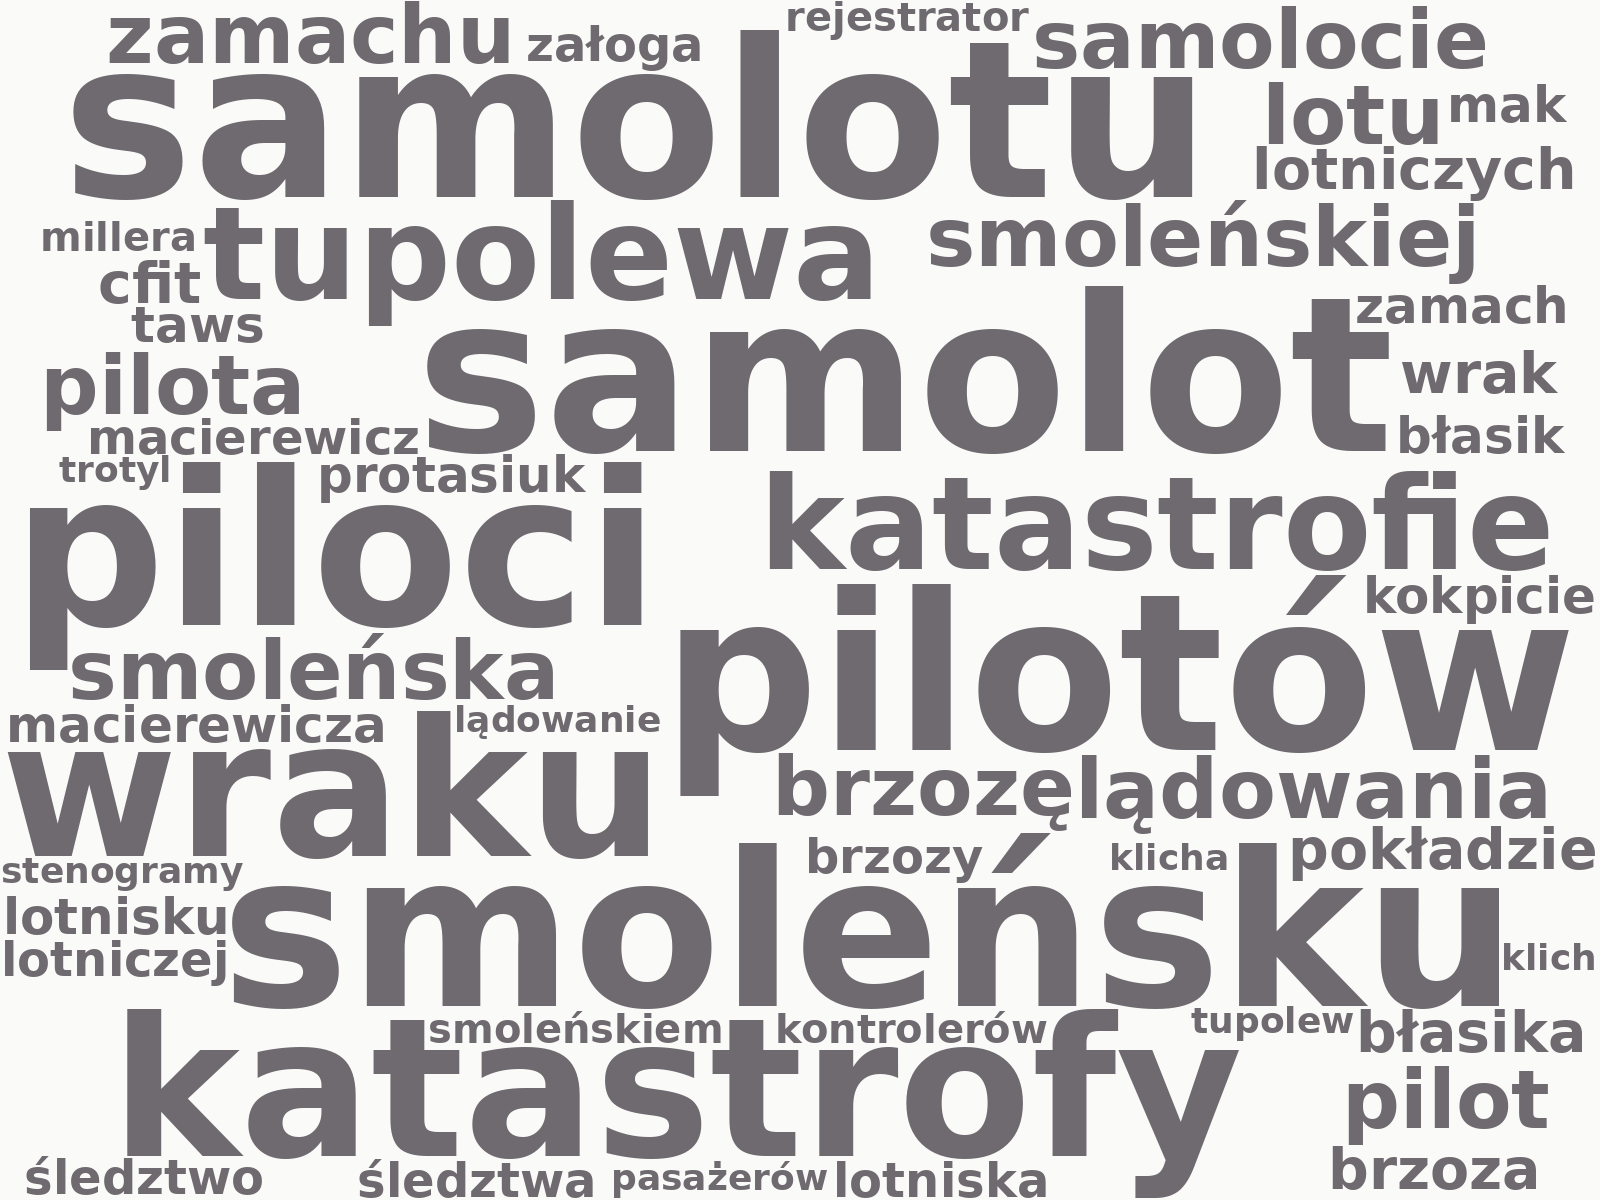 zamachu załoga rejestrator samolocie
samolotu lotu mak
lotniczych
millera tupolewa smoleńskiej
cfit
taws samolot zamach
pilota wrak
macierewicz błasik
trotyl protasiuk
piloci katastrofie
kokpicie
smoleńska pilotów
macierewicza lądowanie
wraku brzozę lądowania
stenogramy brzozy klicha pokładzie
lotnisku smoleńsku
lotniczej klich
smoleńskiem kontrolerów tupolew błasika
katastrofy pilot
śledztwo śledztwa pasażerów lotniska brzoza